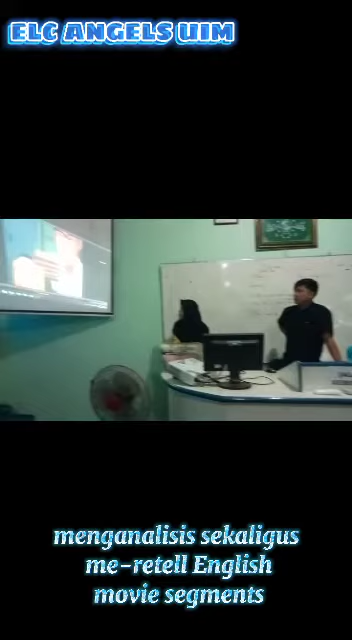 ELC ANGELS UIM
menganalisis sekaligus
me-retell English
movie segments